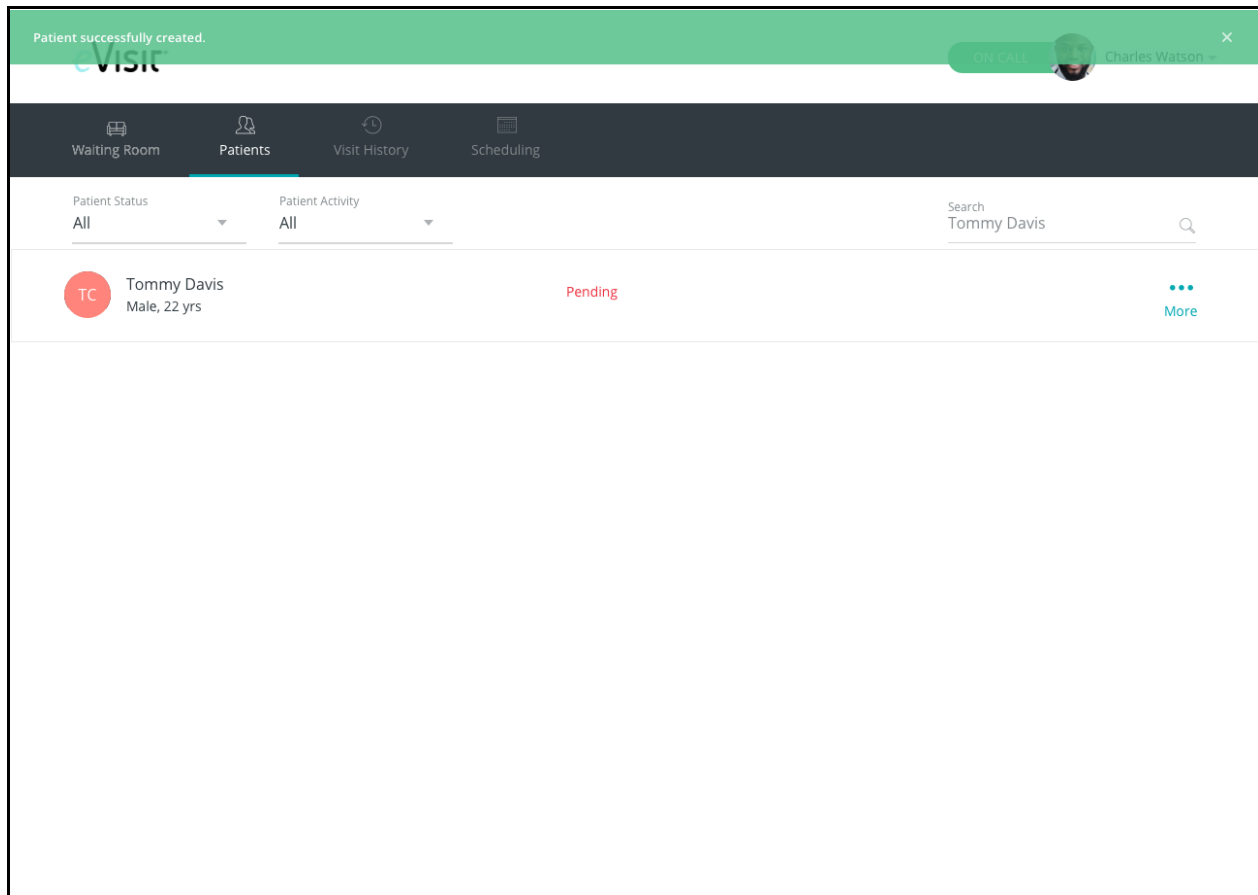 Patient successfully created.
eVisit
ON CALL
Charles Watson
Waiting Room
Patients
Visit History
Scheduling
Patient Status
All
Patient Activity
All
Search
Tommy Davis
TC
Tommy Davis
Male, 22 yrs
Pending
More